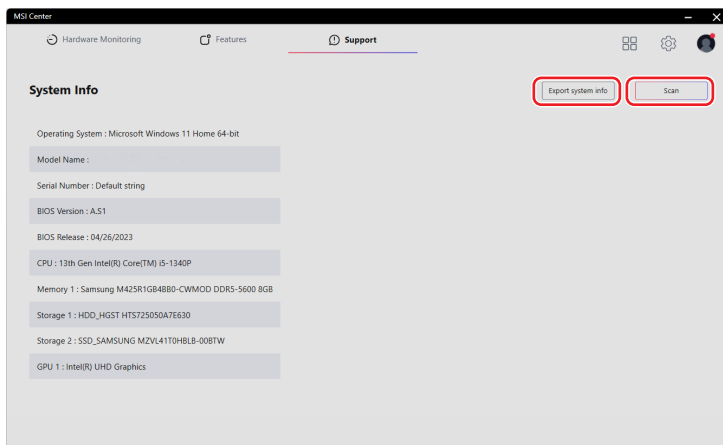 MSI Center
Hardware Monitoring
Features
Support
System Info
Export system info
Scan
Operating System : Microsoft Windows 11 Home 64-bit
Model Name :
Serial Number : Default string
BIOS Version : A.S1
BIOS Release : 04/26/2023
CPU : 13th Gen Intel(R) Core(TM) i5-1340P
Memory 1 : Samsung M425R1GB4BB0-CWMOD DDR5-5600 8GB
Storage 1 : HDD_HGST HTS725050A7E630
Storage 2 : SSD_SAMSUNG MZVL41T0HBLB-00BTW
GPU 1 : Intel(R) UHD Graphics